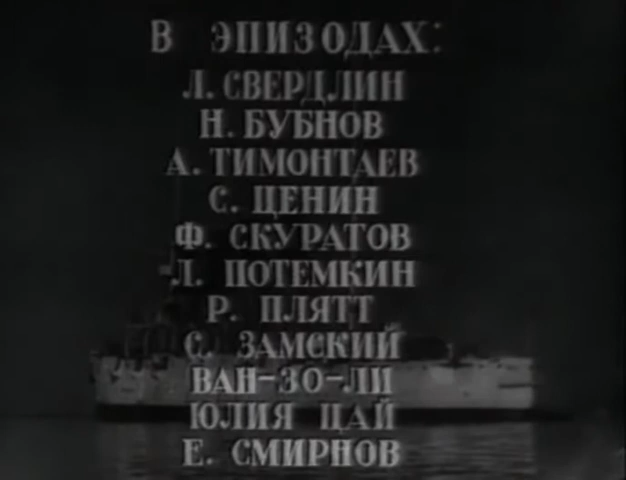 В ЭПИЗОДАХ:
Л. СВЕРДЛИН
Н. БУБНОВ
А. ТИМОНТАЕВ
С. ЦЕНИН
Ф. СКУРАТОВ
Л. ПОТЕМКИН
Р. ПЛЯТТ
С. ЗАМСКИЙ
ВАН-ЗО-ЛИ
ЮЛИЯ ЦАЙ
Е. СМИРНОВ